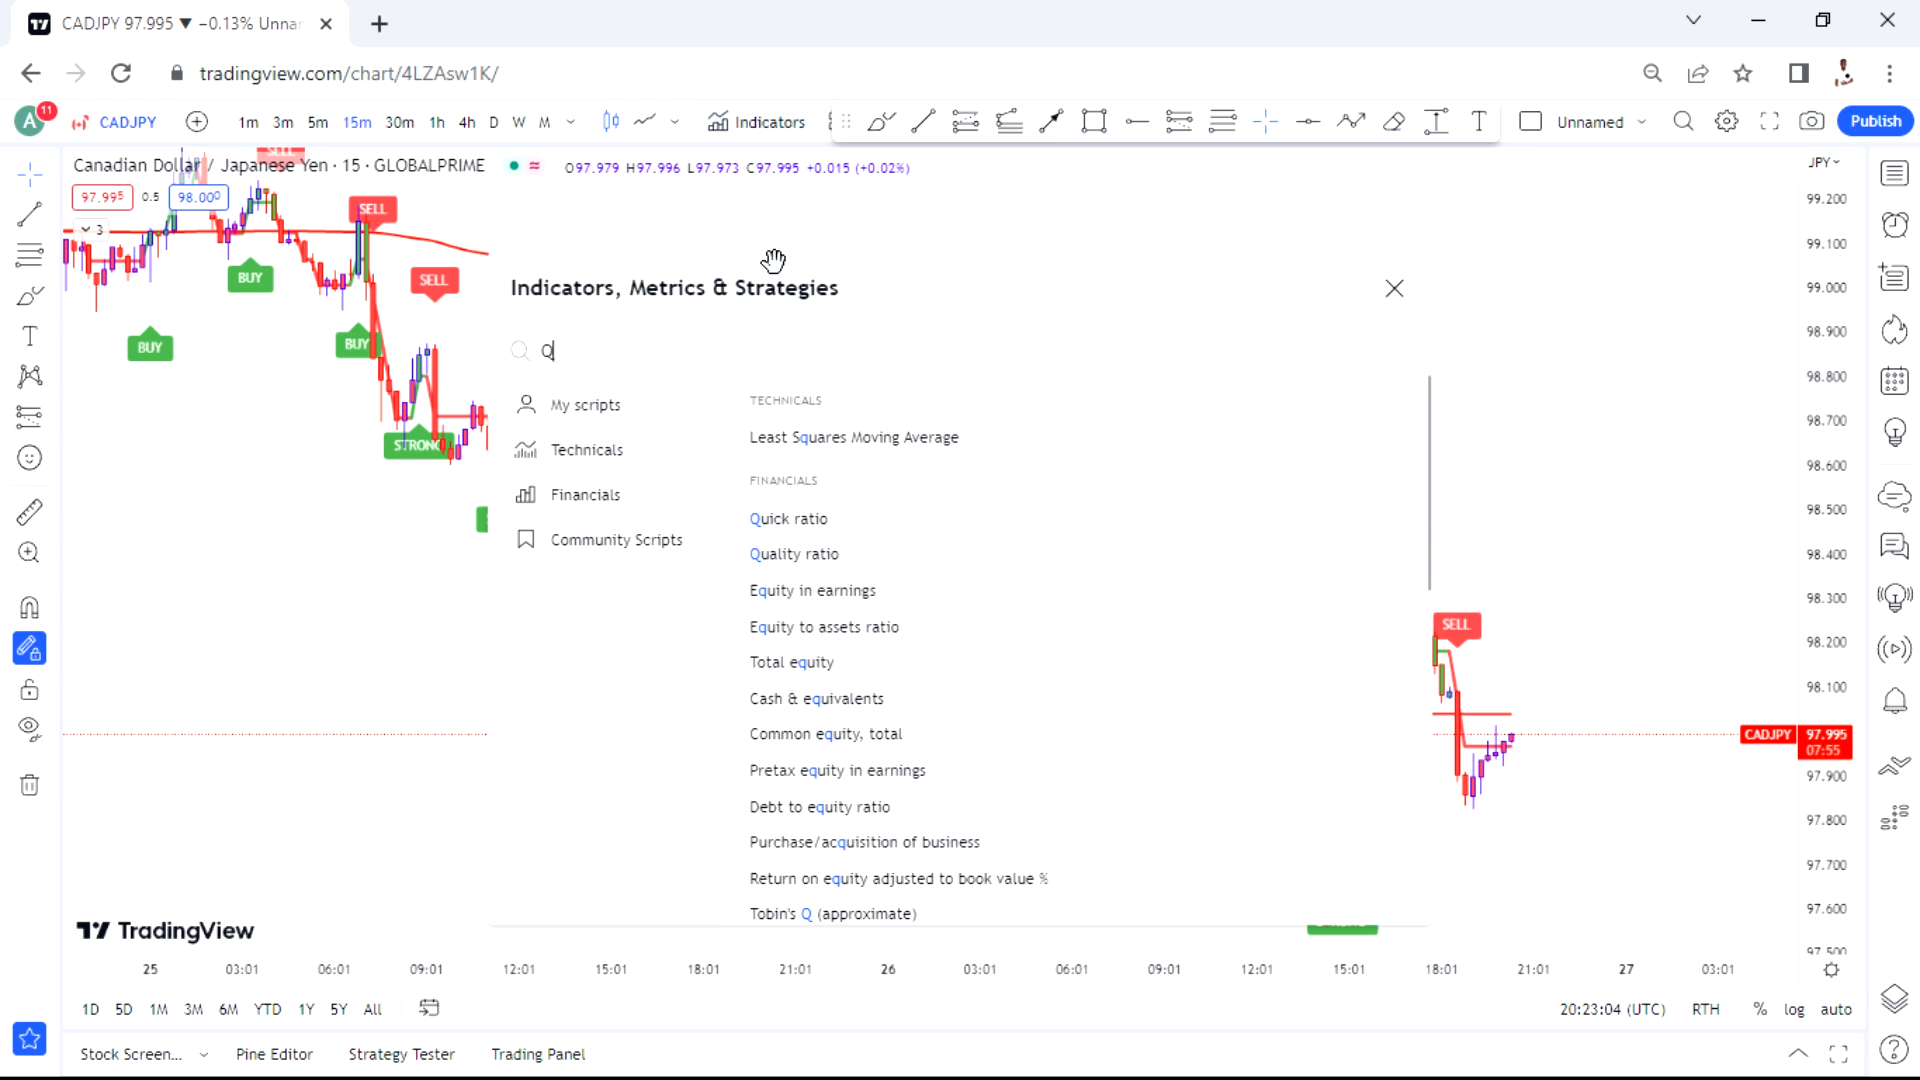 CADJPY 97.995 ▼ −0.13% Unna
tradingview.com/chart/4LZAsw1K/
A
11
CADJPY
1m 3m 5m 15m 30m 1h 4h D W M
Indicators
T
Unnamed
Publish
Canadian Dollar / Japanese Yen · 15 · GLOBALPRIME
O97.979 H97.996 L97.973 C97.995 +0.015 (+0.02%)
97.995 0.5 98.000
3
SELL
SELL
SELL
BUY
BUY
BUY
STRONG
Indicators, Metrics & Strategies
Q
My scripts
Technicals
Financials
Community Scripts
TECHNICALS
Least Squares Moving Average
FINANCIALS
Quick ratio
Quality ratio
Equity in earnings
Equity to assets ratio
Total equity
Cash & equivalents
Common equity, total
Pretax equity in earnings
Debt to equity ratio
Purchase/acquisition of business
Return on equity adjusted to book value %
Tobin's Q (approximate)
SELL
JPY
99.200
99.100
99.000
98.900
98.800
98.700
98.600
98.500
98.400
98.300
98.200
98.100
CADJPY 97.995
07:55
97.900
97.800
97.700
97.600
97.500
TradingView
25 03:01 06:01 09:01 12:01 15:01 18:01 21:01 26 03:01 06:01 09:01 12:01 15:01 18:01 21:01 27 03:01
1D 5D 1M 3M 6M YTD 1Y 5Y All
20:23:04 (UTC) RTH % log auto
Stock Screen... Pine Editor Strategy Tester Trading Panel